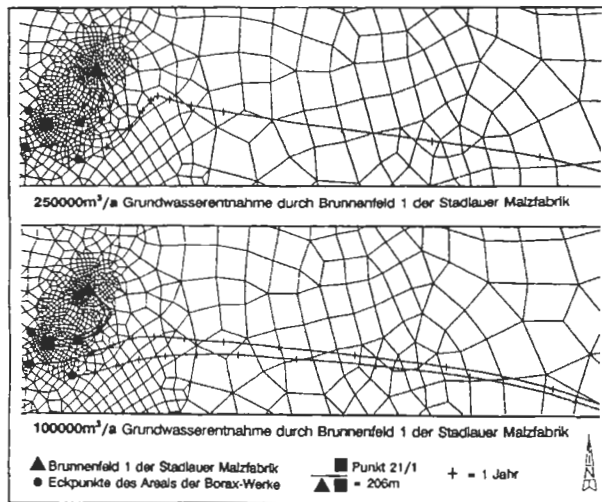 250000m³/a Grundwasserentnahme durch Brunnenfeld 1 der Stadlauer Malzfabrik
100000m³/a Grundwasserentnahme durch Brunnenfeld 1 der Stadlauer Malzfabrik
Brunnenfeld 1 der Stadlauer Malzfabrik
Eckpunkte des Areals der Borax-Werke
Punkt 21/1
= 206m
+ = 1 Jahr